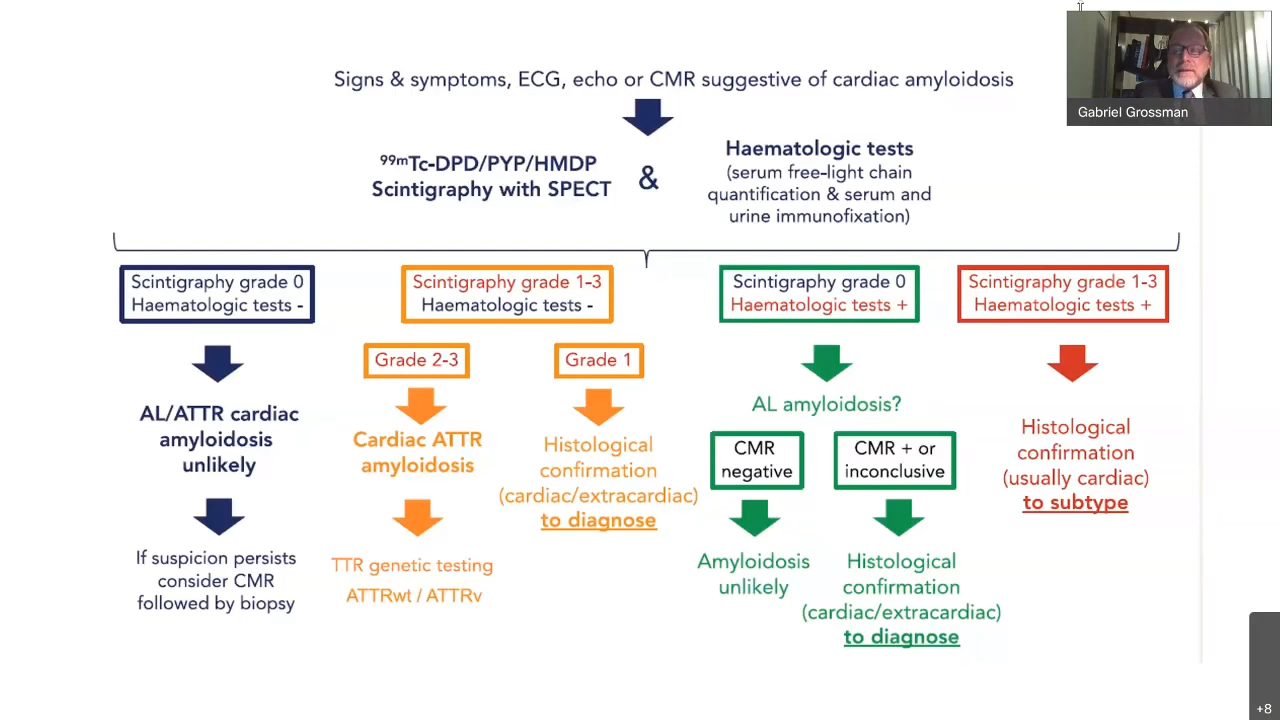 Signs & symptoms, ECG, echo or CMR suggestive of cardiac amyloidosis
Gabriel Grossman
99mTc-DPD/PYP/HMDP
Scintigraphy with SPECT
&
Haematologic tests
(serum free-light chain
quantification & serum and
urine immunofixation)
Scintigraphy grade 0
Haematologic tests -
AL/ATTR cardiac
amyloidosis
unlikely
If suspicion persists
consider CMR
followed by biopsy
Scintigraphy grade 1-3
Haematologic tests -
Grade 2-3
Cardiac ATTR
amyloidosis
TTR genetic testing
ATTRwt / ATTRv
Grade 1
Histological
confirmation
(cardiac/extracardiac)
to diagnose
Scintigraphy grade 0
Haematologic tests +
AL amyloidosis?
CMR
negative
Amyloidosis
unlikely
CMR + or
inconclusive
Histological
confirmation
(cardiac/extracardiac)
to diagnose
Scintigraphy grade 1-3
Haematologic tests +
Histological
confirmation
(usually cardiac)
to subtype
+8